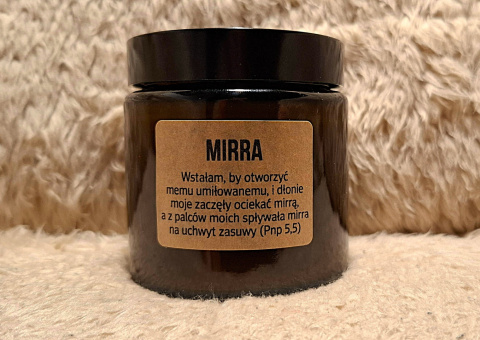 MIRRA
Wstałam, by otworzyć
memu umiłowanemu, i dłonie
moje zaczęły ociekać mirrą,
a z palców moich spływała mirra
na uchwyt zasuwy (Pnp 5,5)